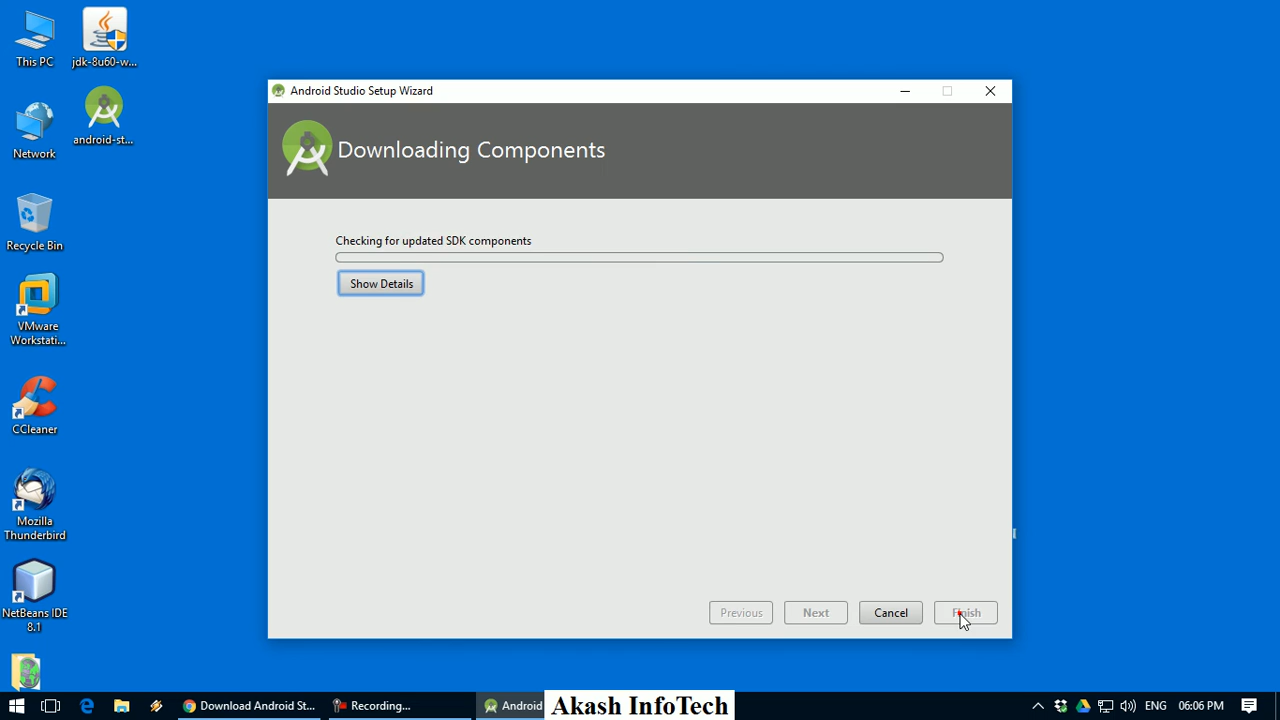 This PC
jdk-8u60-w...
Network
android-st...
Recycle Bin
VMware
Workstati...
CCleaner
Mozilla
Thunderbird
NetBeans IDE
8.1
Android Studio Setup Wizard
Downloading Components
Checking for updated SDK components
Show Details
Previous
Next
Cancel
Finish
Download Android St...
Recording...
Android
Akash InfoTech
ENG
06:06 PM